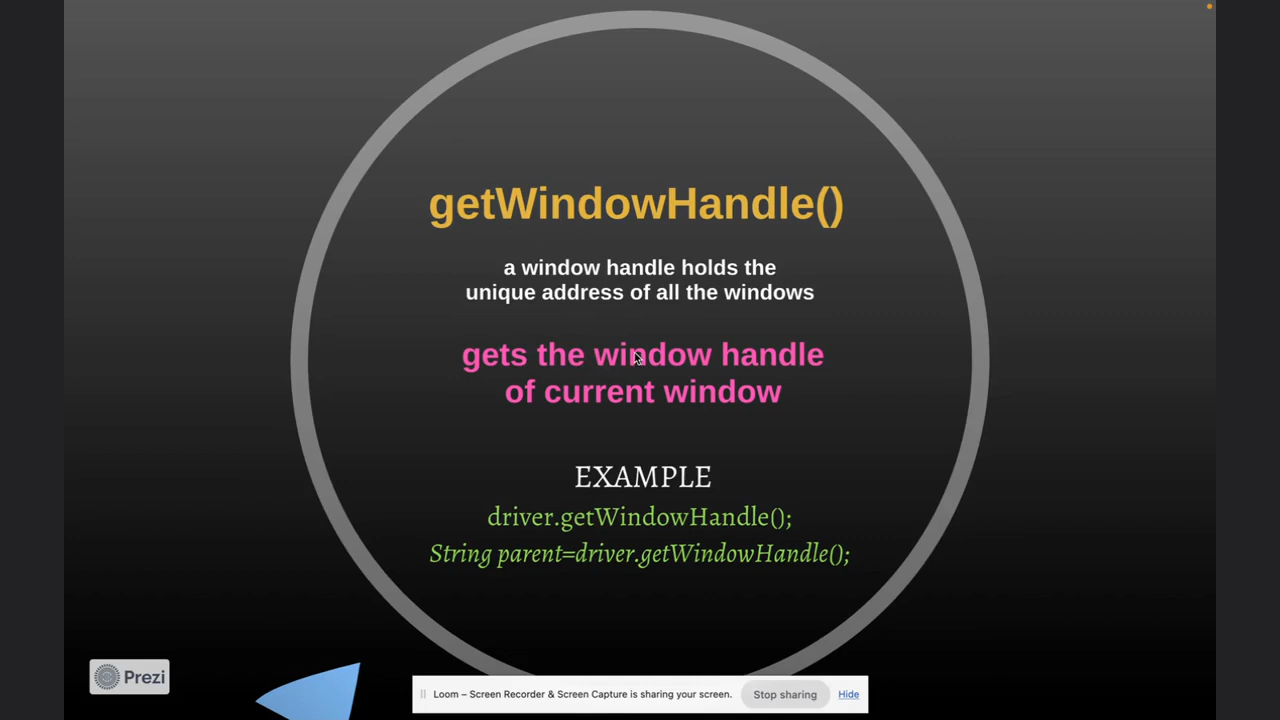 getWindowHandle()
a window handle holds the
unique address of all the windows
gets the window handle
of current window
EXAMPLE
driver.getWindowHandle();
String parent=driver.getWindowHandle();
Prezi
Loom – Screen Recorder & Screen Capture is sharing your screen. Stop sharing Hide